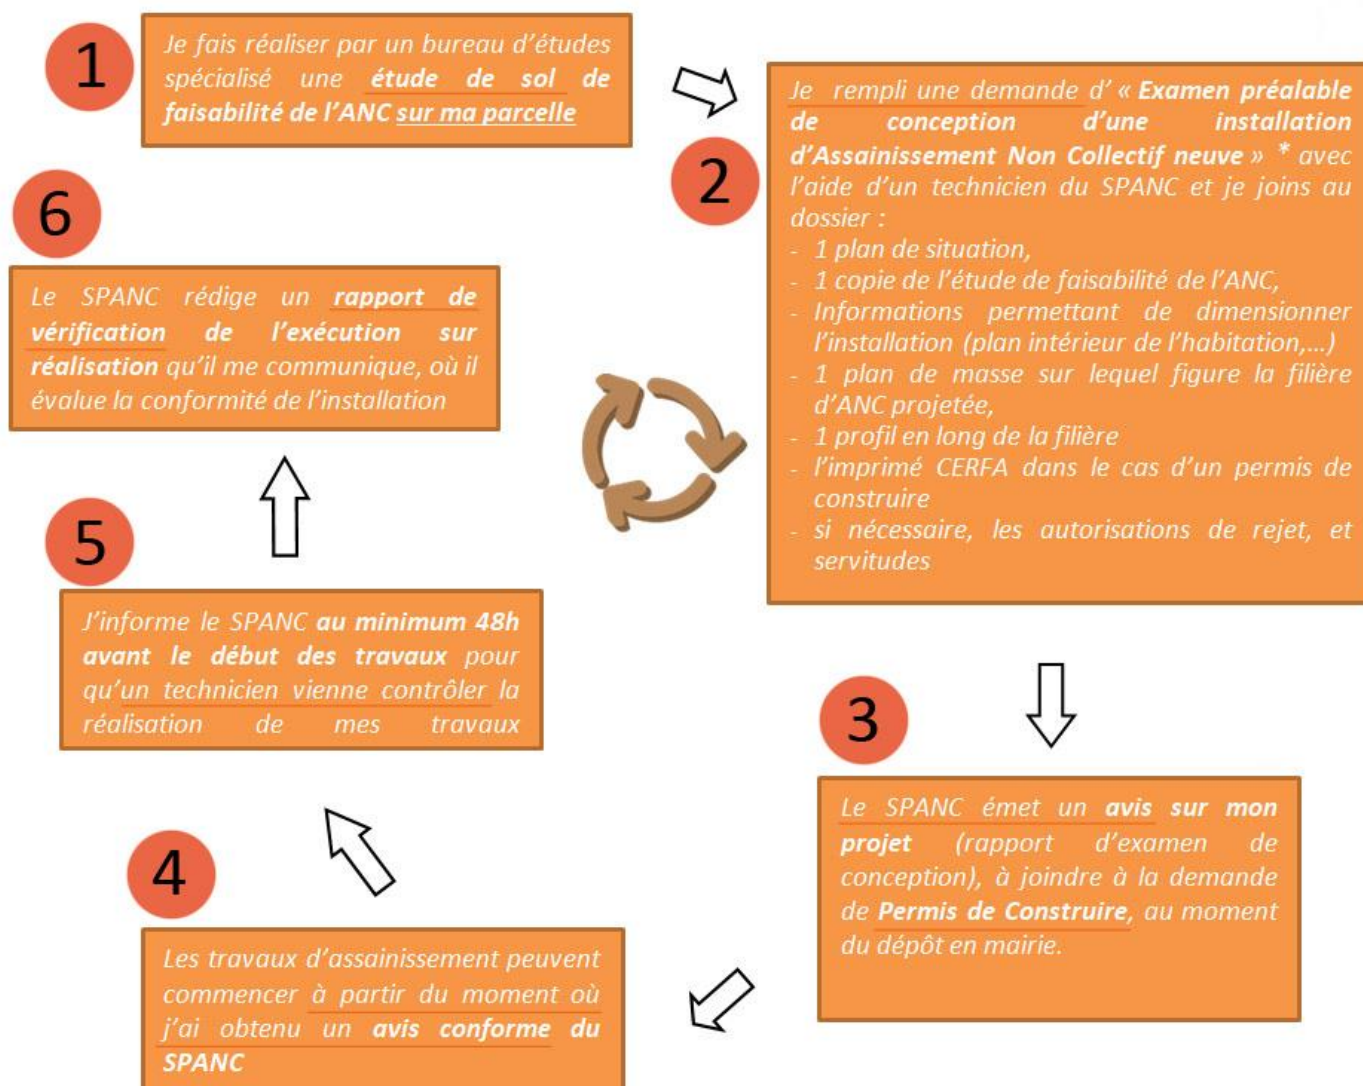 1
Je fais réaliser par un bureau d'études
spécialisé une étude de sol de
faisabilité de l'ANC sur ma parcelle
2
Je rempli une demande d' « Examen préalable
de conception d'une installation
d'Assainissement Non Collectif neuve » * avec
l'aide d'un technicien du SPANC et je joins au
dossier :
- 1 plan de situation,
- 1 copie de l'étude de faisabilité de l'ANC,
- Informations permettant de dimensionner
l'installation (plan intérieur de l'habitation,...)
- 1 plan de masse sur lequel figure la filière
d'ANC projetée,
- 1 profil en long de la filière
- l'imprimé CERFA dans le cas d'un permis de
construire
- si nécessaire, les autorisations de rejet, et
servitudes
3
Le SPANC émet un avis sur mon
projet (rapport d'examen de
conception), à joindre à la demande
de Permis de Construire, au moment
du dépôt en mairie.
4
Les travaux d'assainissement peuvent
commencer à partir du moment où
j'ai obtenu un avis conforme du
SPANC
5
J'informe le SPANC au minimum 48h
avant le début des travaux pour
qu'un technicien vienne contrôler la
réalisation de mes travaux
6
Le SPANC rédige un rapport de
vérification de l'exécution sur
réalisation qu'il me communique, où il
évalue la conformité de l'installation